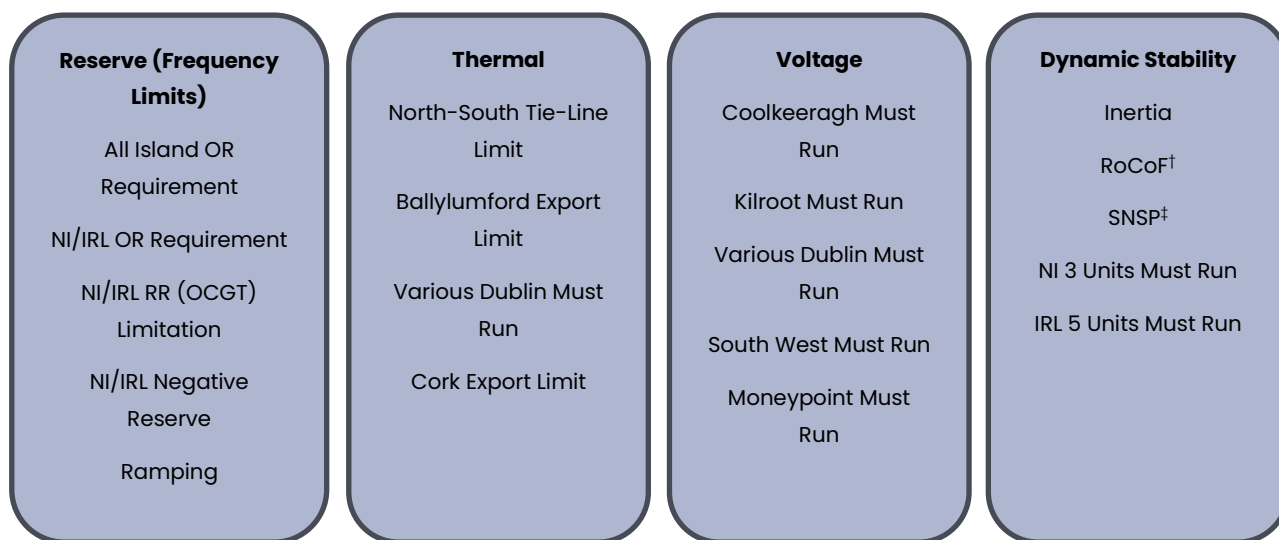 Reserve (Frequency
Limits)
All Island OR
Requirement
NI/IRL OR Requirement
NI/IRL RR (OCGT)
Limitation
NI/IRL Negative
Reserve
Ramping
Thermal
North-South Tie-Line
Limit
Ballylumford Export
Limit
Various Dublin Must
Run
Cork Export Limit
Voltage
Coolkeeragh Must
Run
Kilroot Must Run
Various Dublin Must
Run
South West Must Run
Moneypoint Must
Run
Dynamic Stability
Inertia
RoCoF†
SNSP‡
NI 3 Units Must Run
IRL 5 Units Must Run